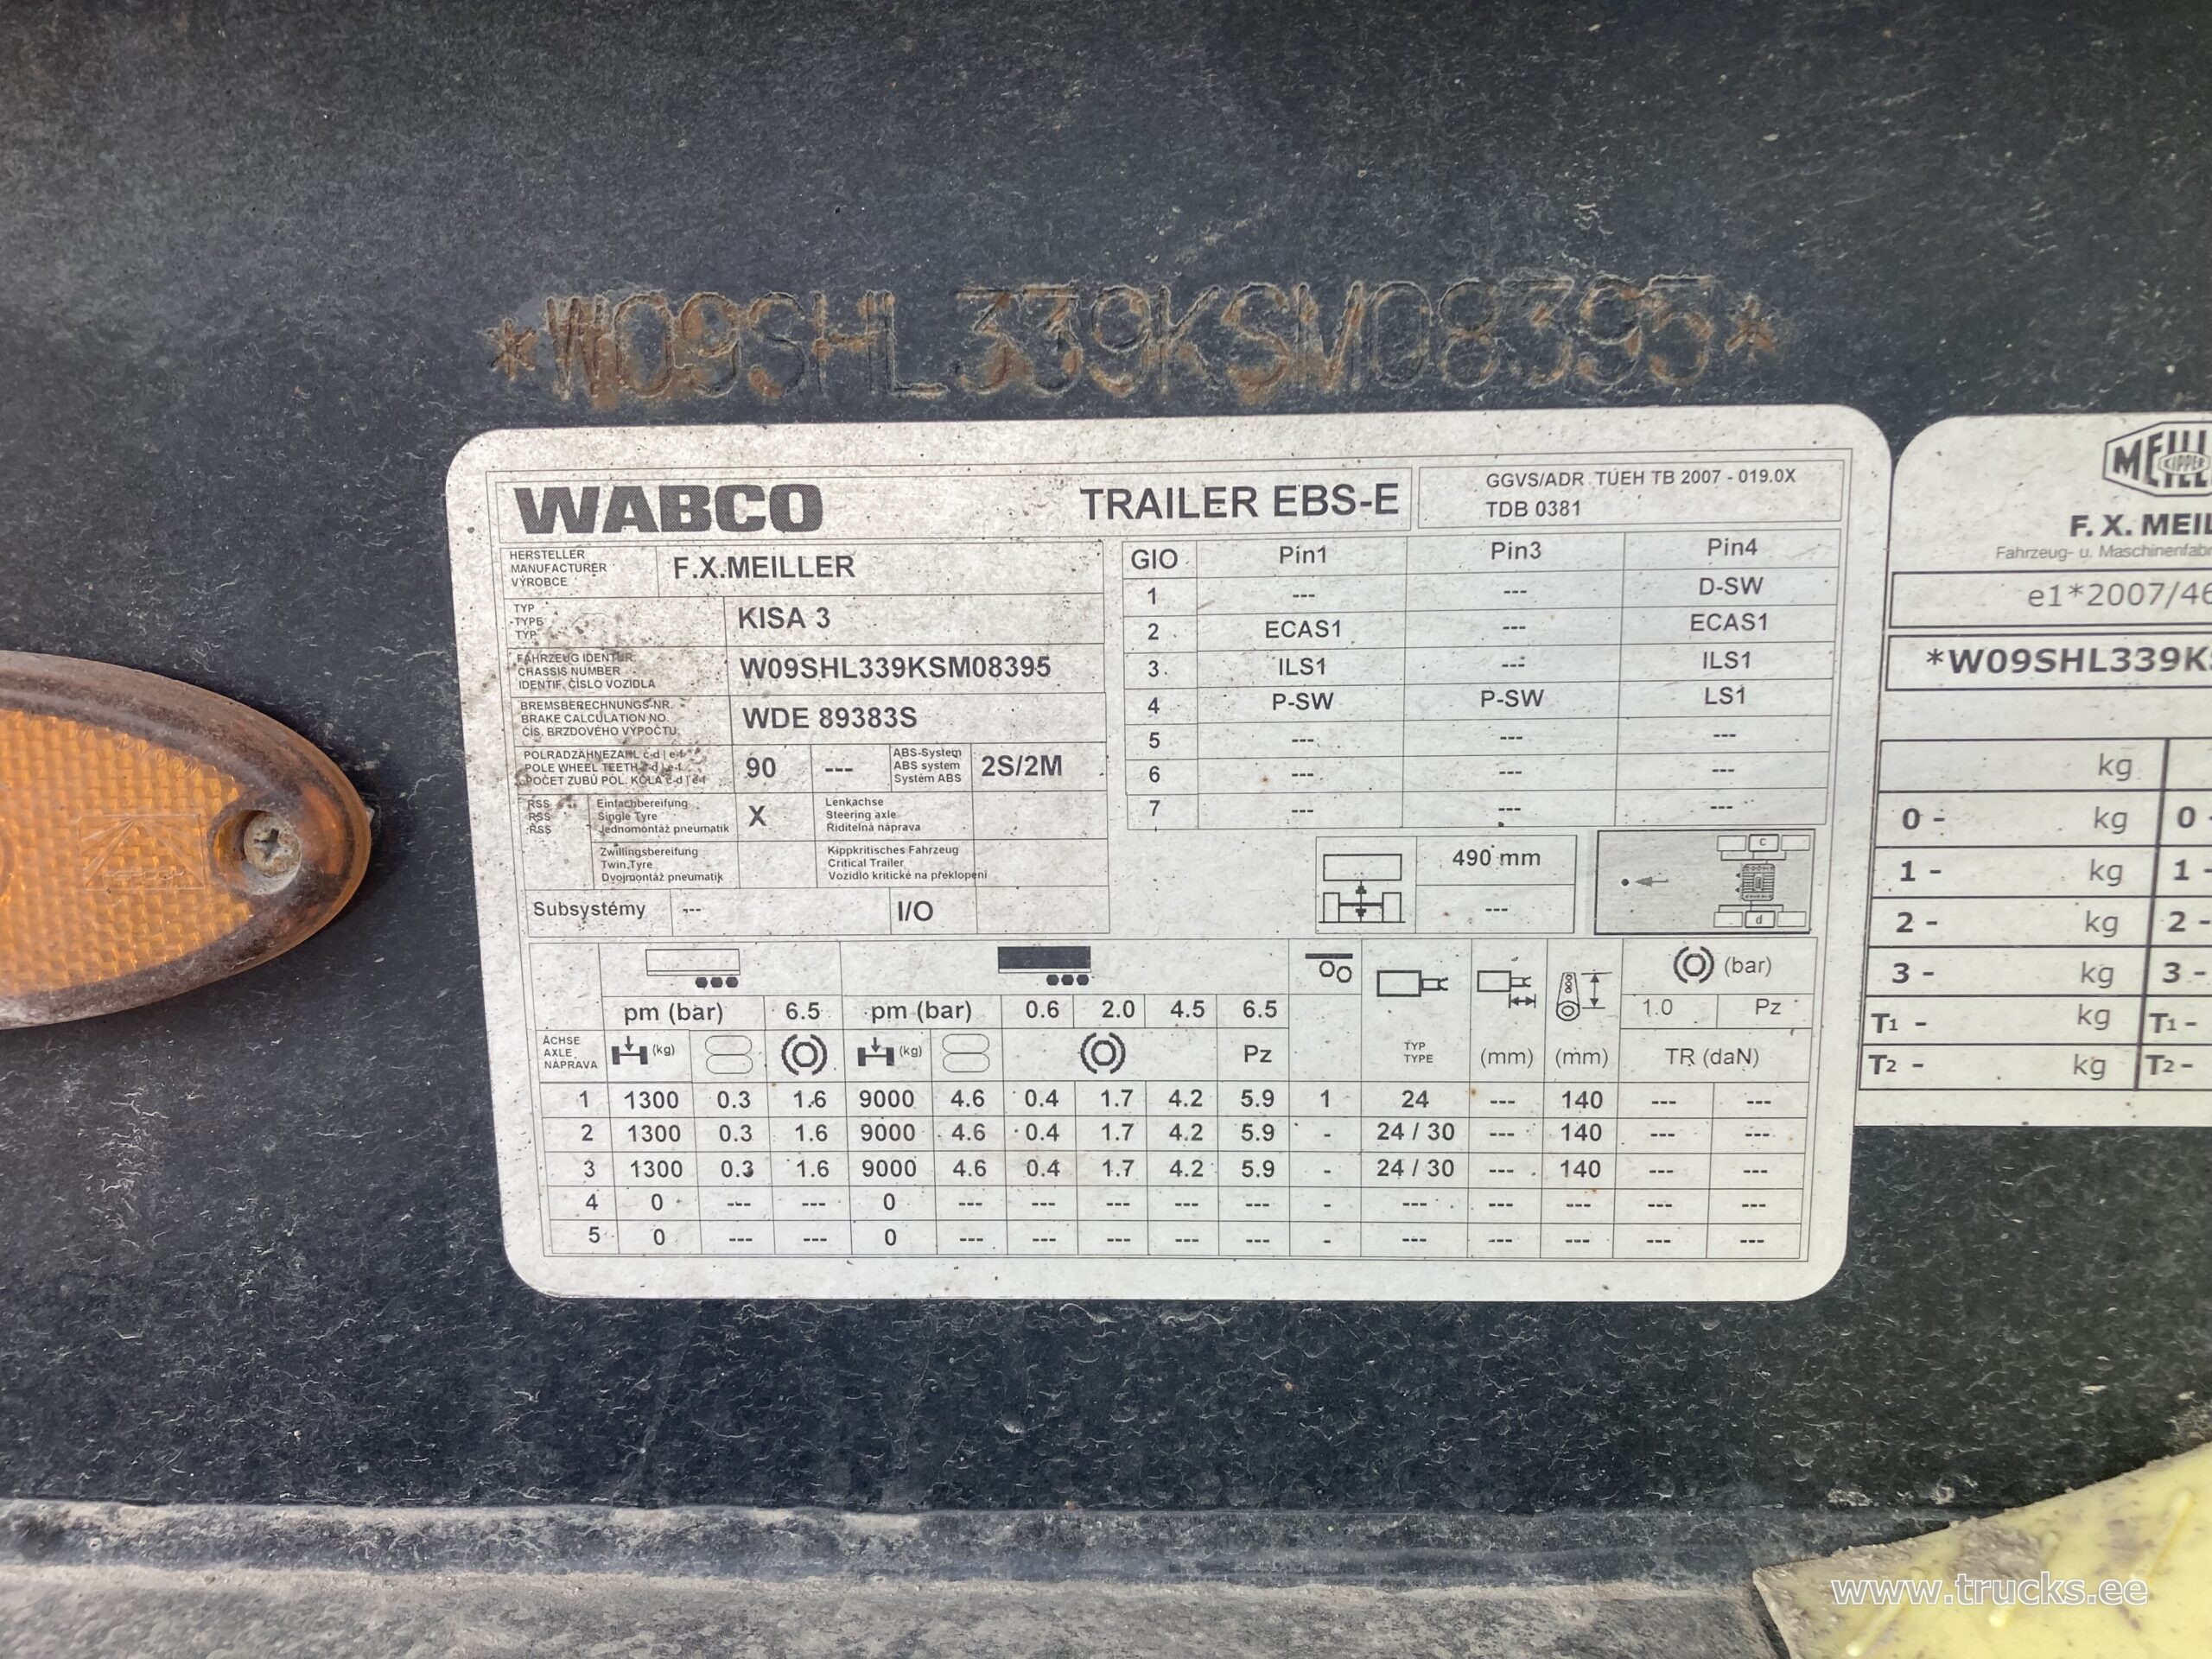 *W09SHL339KSM08395*
WABCO TRAILER EBS-E
GGVS/ADR TUEH TB 2007 - 019.0X
TDB 0381
HERSTELLER
MANUFACTURER
VÝROBCE
F.X.MEILLER
TYP
TYPE
TYP
KISA 3
FAHRZEUG IDENTNR.
CHASSIS NUMBER
IDENTIF. ČÍSLO VOZIDLA
W09SHL339KSM08395
BREMSBERECHNUNGS-NR.
BRAKE CALCULATION NO.
ČÍS. BRZDOVÉHO VÝPOČTU
WDE 89383S
POLRADZÄHNEZAHL c-d | e-f
POLE WHEEL TEETH c-d | e-f
POČET ZUBŮ POL. KOLA c-d | e-f
90 ---
ABS-System
ABS system
Systém ABS
2S/2M
RSS
RSS
RSS
Einfachbereifung
Single Tyre
Jednomontáž pneumatik
X
Lenkachse
Steering axle
Řiditelná náprava
Zwillingsbereifung
Twin Tyre
Dvojmontáž pneumatik
Kippkritisches Fahrzeug
Critical Trailer
Vozidlo kritické na překlopení
Subsystémy --- I/O
GIO Pin1 Pin3 Pin4
1 --- --- D-SW
2 ECAS1 --- ECAS1
3 ILS1 --- ILS1
4 P-SW P-SW LS1
5 --- --- ---
6 --- --- ---
7 --- --- ---
490 mm
---
c
d
(bar)
pm (bar) 6.5 pm (bar) 0.6 2.0 4.5 6.5 1.0 Pz
ACHSE
AXLE
NÁPRAVA
(kg) (kg) Pz
TYP
TYPE
(mm) (mm) TR (daN)
1 1300 0.3 1.6 9000 4.6 0.4 1.7 4.2 5.9 1 24 --- 140 --- ---
2 1300 0.3 1.6 9000 4.6 0.4 1.7 4.2 5.9 - 24 / 30 --- 140 --- ---
3 1300 0.3 1.6 9000 4.6 0.4 1.7 4.2 5.9 - 24 / 30 --- 140 --- ---
4 0 --- --- 0 --- --- --- --- --- - --- --- --- --- ---
5 0 --- --- 0 --- --- --- --- --- - --- --- --- --- ---
MEILL
KIPPER
F. X. MEIL
Fahrzeug- u. Maschinenfab
e1*2007/46
*W09SHL339K
kg
0 - kg 0 -
1 - kg 1 -
2 - kg 2 -
3 - kg 3 -
T1 - kg T1 -
T2 - kg T2 -
www.trucks.ee